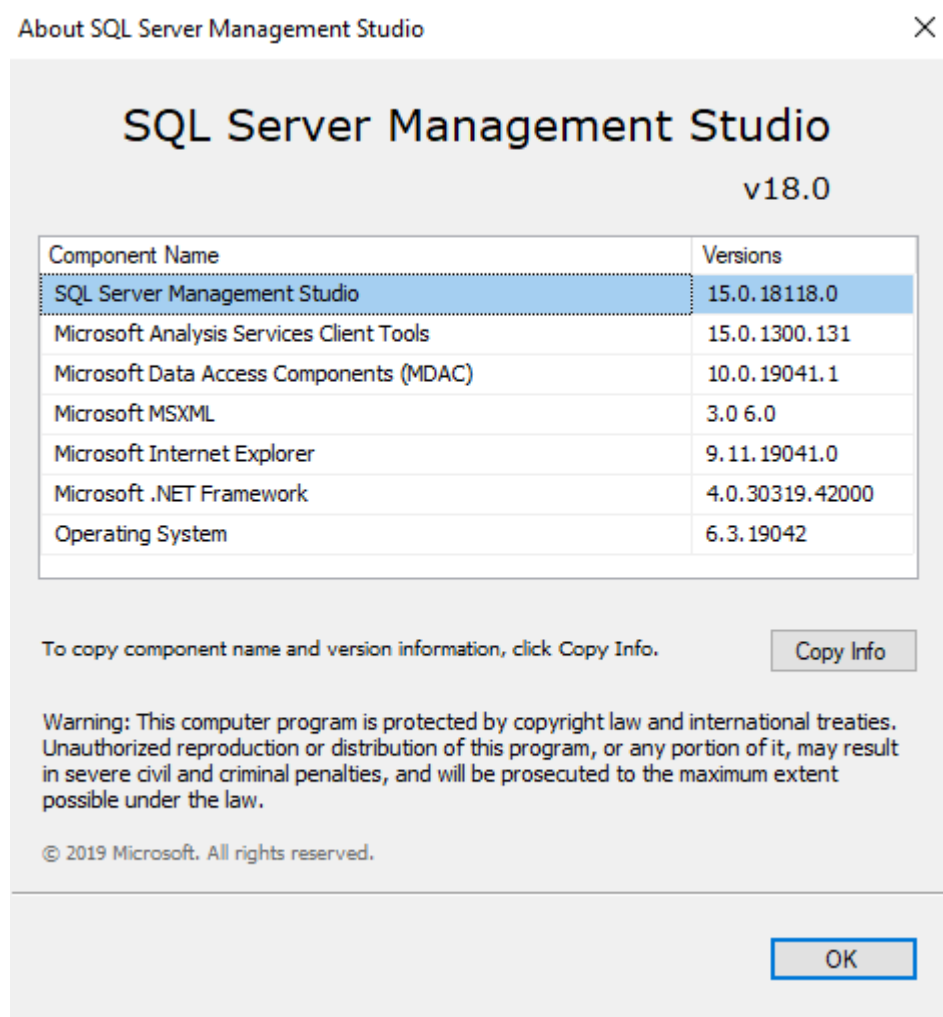 About SQL Server Management Studio
SQL Server Management Studio
v18.0
Component Name Versions
SQL Server Management Studio 15.0.18118.0
Microsoft Analysis Services Client Tools 15.0.1300.131
Microsoft Data Access Components (MDAC) 10.0.19041.1
Microsoft MSXML 3.0 6.0
Microsoft Internet Explorer 9.11.19041.0
Microsoft .NET Framework 4.0.30319.42000
Operating System 6.3.19042
To copy component name and version information, click Copy Info. Copy Info
Warning: This computer program is protected by copyright law and international treaties.
Unauthorized reproduction or distribution of this program, or any portion of it, may result
in severe civil and criminal penalties, and will be prosecuted to the maximum extent
possible under the law.
© 2019 Microsoft. All rights reserved.
OK